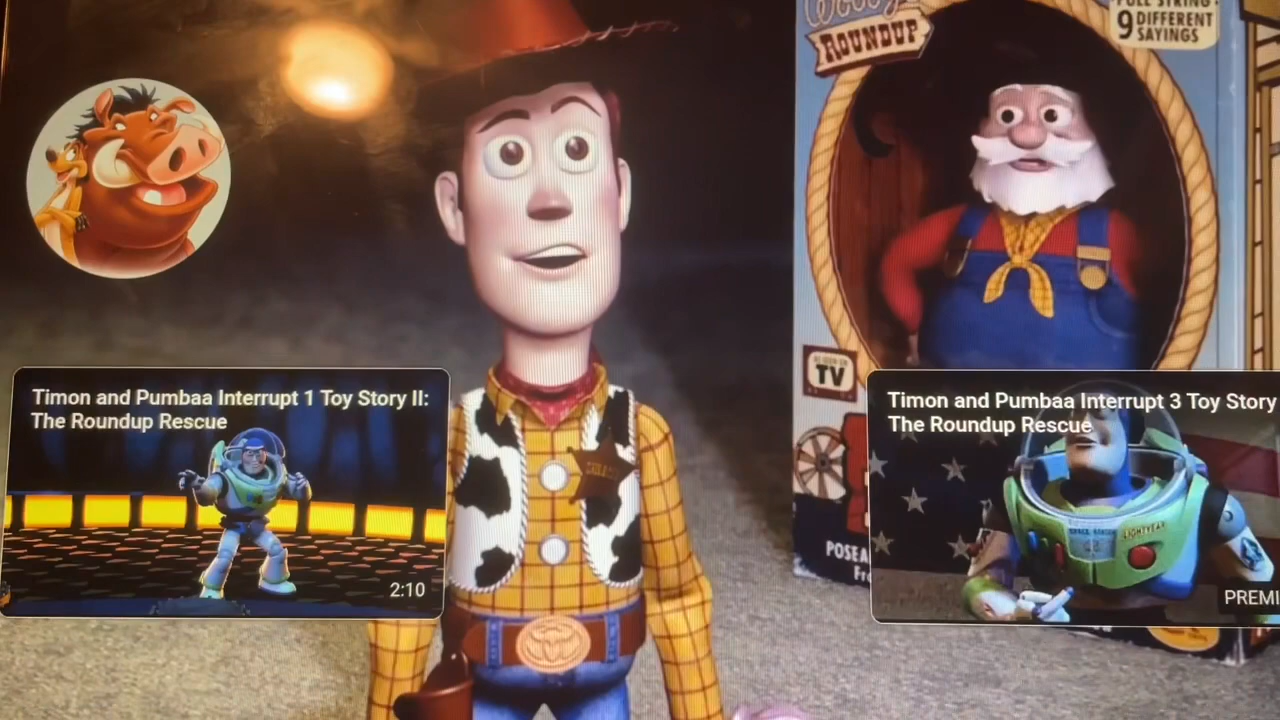 ROUNDUP
PULL STRING
9 DIFFERENT
SAYINGS
TV
Timon and Pumbaa Interrupt 1 Toy Story II:
The Roundup Rescue
2:10
Timon and Pumbaa Interrupt 3 Toy Story
The Roundup Rescue
LIGHTYEAR
POSEA
PREMI